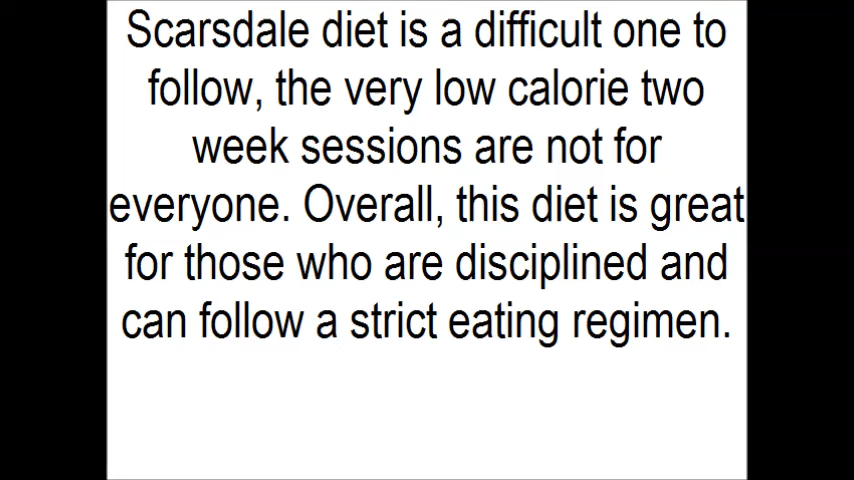 Scarsdale diet is a difficult one to
follow, the very low calorie two
week sessions are not for
everyone. Overall, this diet is great
for those who are disciplined and
can follow a strict eating regimen.